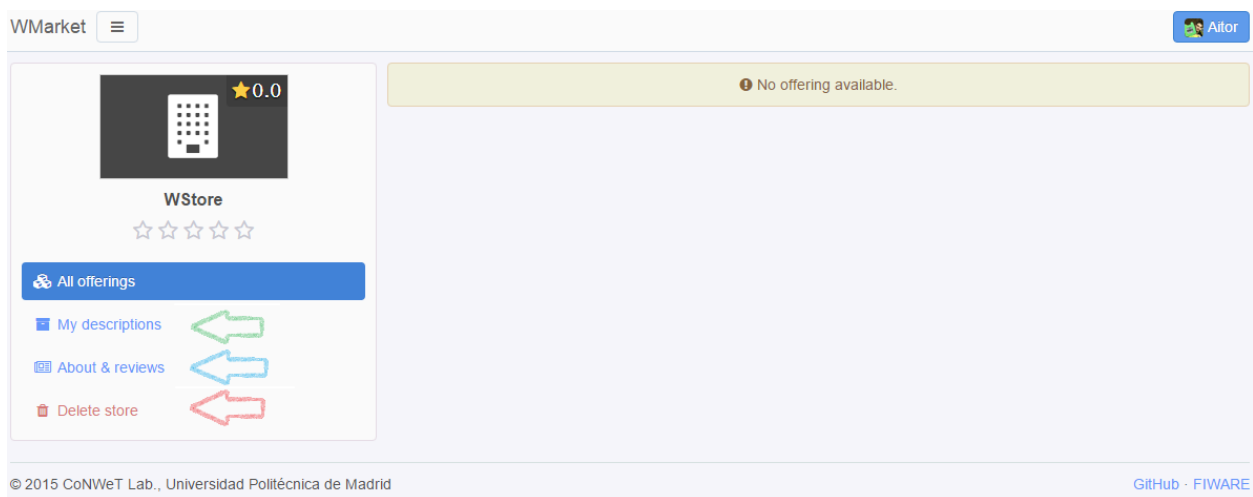 WMarket
Aitor
0.0
No offering available.
WStore
All offerings
My descriptions
About & reviews
Delete store
© 2015 CoNWeT Lab., Universidad Politécnica de Madrid
GitHub · FIWARE